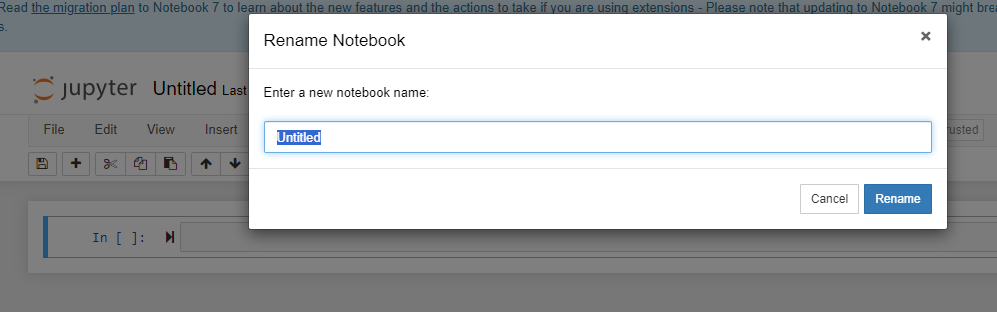 Read the migration plan to Notebook 7 to learn about the new features and the actions to take if you are using extensions - Please note that updating to Notebook 7 might brea
s.
Rename Notebook ×
jupyter Untitled Last
Enter a new notebook name:
File Edit View Insert
Untitled
rusted
Cancel Rename
In [ ]: